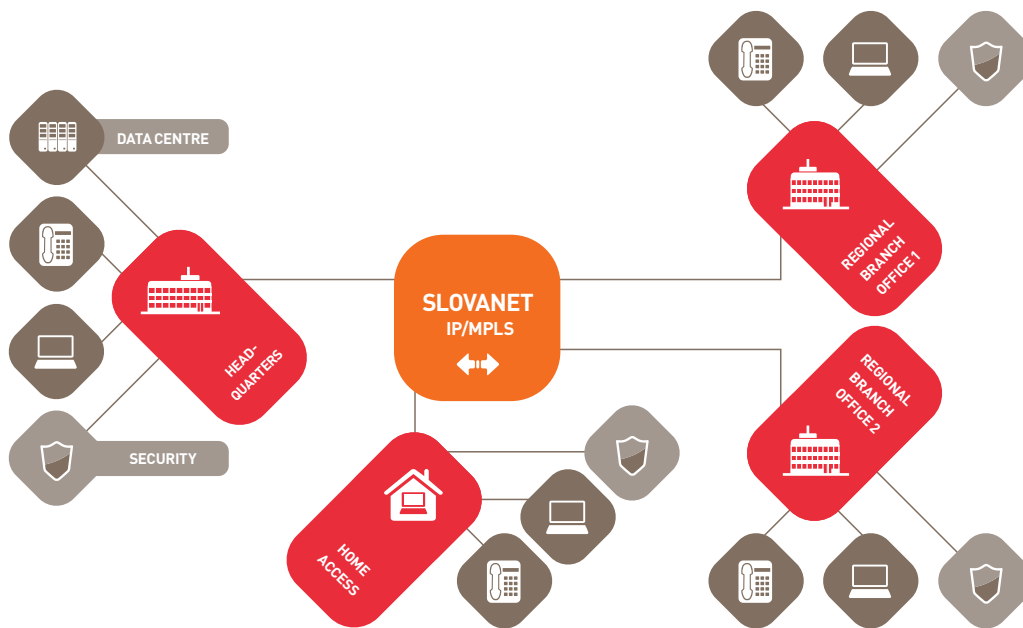 DATA CENTRE
HEAD-
QUARTERS
SECURITY
SLOVANET
IP/MPLS
HOME
ACCESS
REGIONAL
BRANCH
OFFICE 1
REGIONAL
BRANCH
OFFICE 2